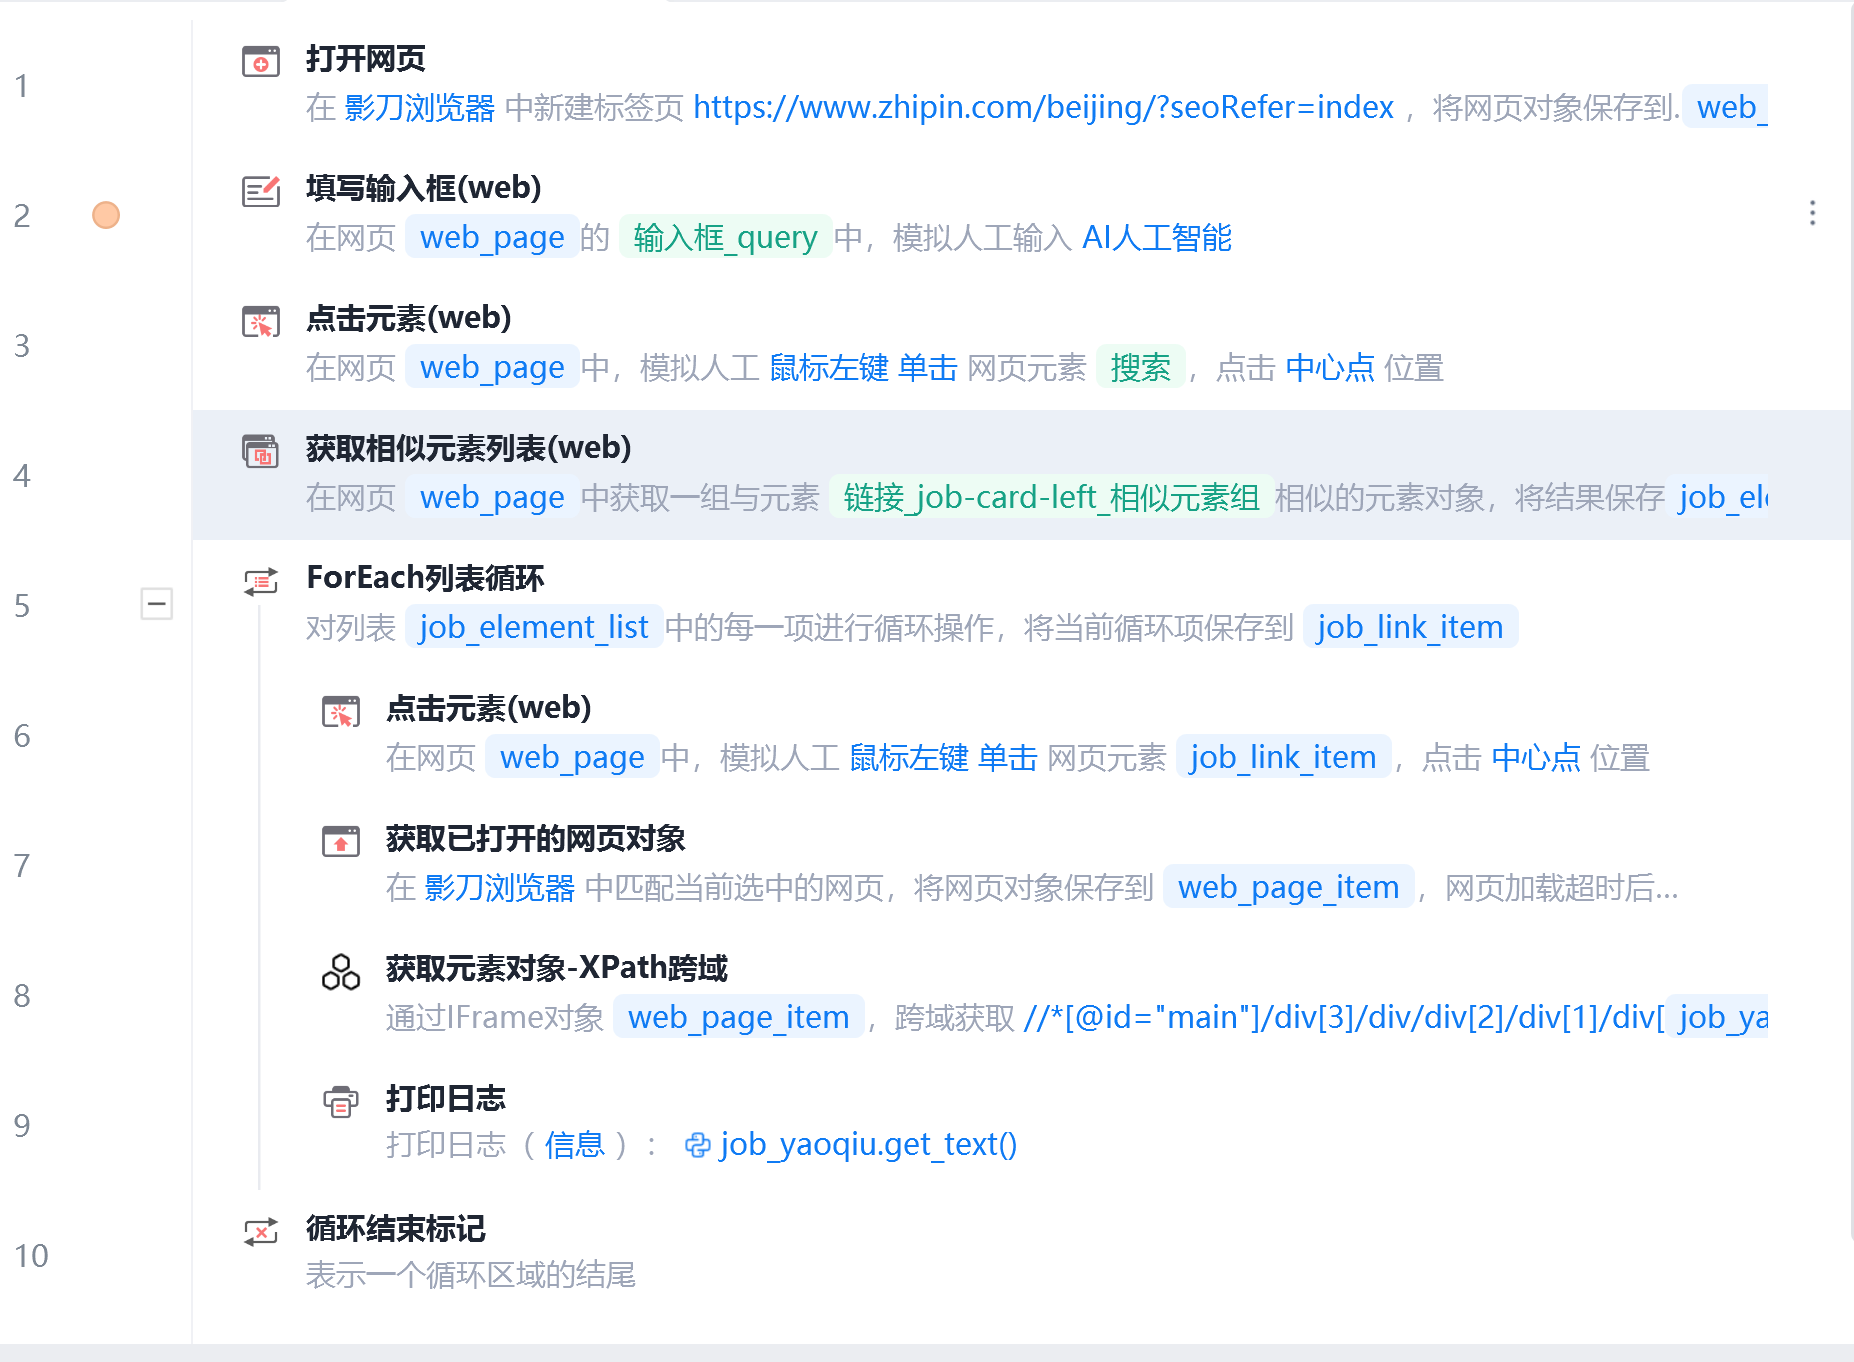 1
打开网页
在 影刀浏览器 中新建标签页 https://www.zhipin.com/beijing/?seoRefer=index ，将网页对象保存到. web_
2
填写输入框(web)
在网页 web_page 的 输入框_query 中，模拟人工输入 AI人工智能
3
点击元素(web)
在网页 web_page 中，模拟人工 鼠标左键 单击 网页元素 搜索 ，点击 中心点 位置
4
获取相似元素列表(web)
在网页 web_page 中获取一组与元素 链接_job-card-left_相似元素组 相似的元素对象，将结果保存 job_ele
5
ForEach列表循环
对列表 job_element_list 中的每一项进行循环操作，将当前循环项保存到 job_link_item
6
点击元素(web)
在网页 web_page 中，模拟人工 鼠标左键 单击 网页元素 job_link_item ，点击 中心点 位置
7
获取已打开的网页对象
在 影刀浏览器 中匹配当前选中的网页，将网页对象保存到 web_page_item ，网页加载超时后...
8
获取元素对象-XPath跨域
通过IFrame对象 web_page_item ，跨域获取 //*[@id="main"]/div[3]/div/div[2]/div[1]/div[ job_ya
9
打印日志
打印日志（ 信息 ）： job_yaoqiu.get_text()
10
循环结束标记
表示一个循环区域的结尾